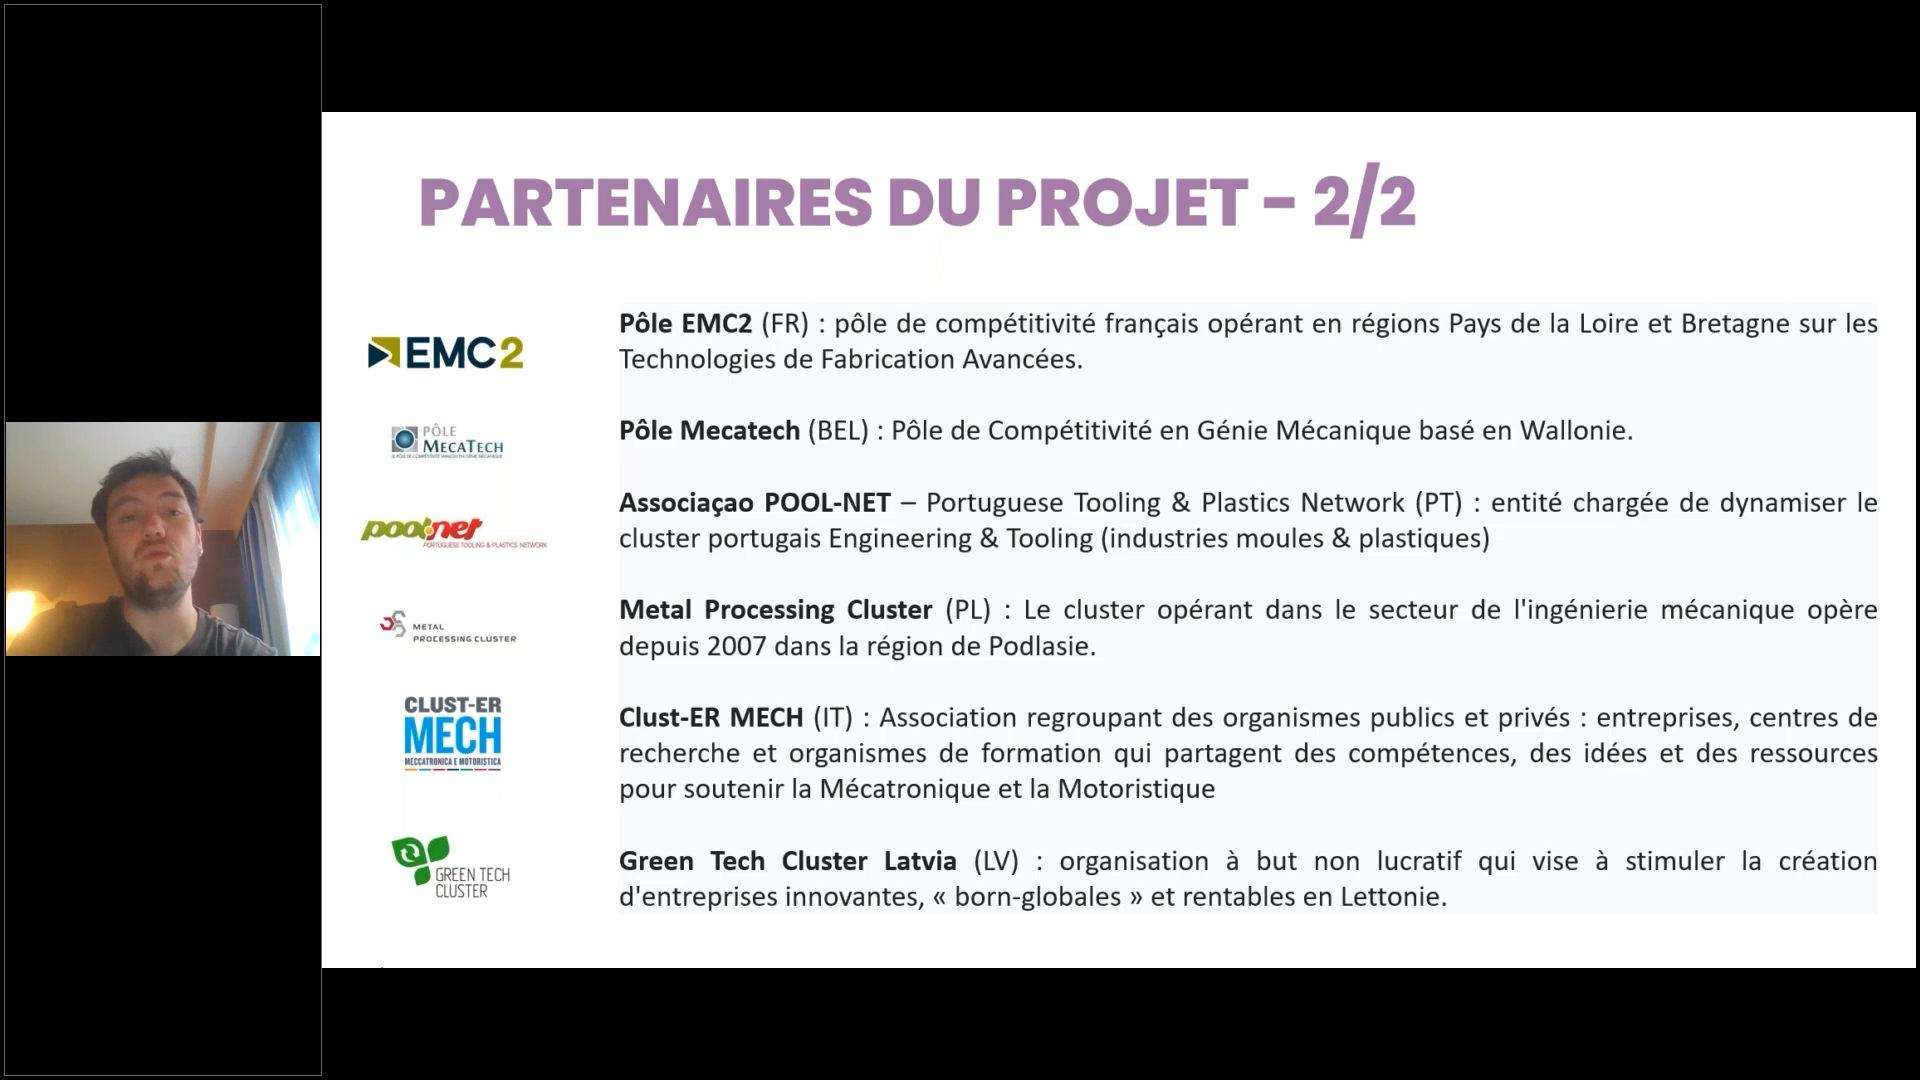 PARTENAIRES DU PROJET - 2/2
EMC2
Pôle EMC2 (FR) : pôle de compétitivité français opérant en régions Pays de la Loire et Bretagne sur les
Technologies de Fabrication Avancées.
PÔLE
MECATECH
LE PÔLE DE COMPÉTITIVITÉ WALLON EN GÉNIE MÉCANIQUE
Pôle Mecatech (BEL) : Pôle de Compétitivité en Génie Mécanique basé en Wallonie.
poolnet
PORTUGUESE TOOLING & PLASTICS NETWORK
Associaçao POOL-NET – Portuguese Tooling & Plastics Network (PT) : entité chargée de dynamiser le
cluster portugais Engineering & Tooling (industries moules & plastiques)
METAL
PROCESSING CLUSTER
Metal Processing Cluster (PL) : Le cluster opérant dans le secteur de l'ingénierie mécanique opère
depuis 2007 dans la région de Podlasie.
CLUST-ER
MECH
MECCATRONICA E MOTORISTICA
Clust-ER MECH (IT) : Association regroupant des organismes publics et privés : entreprises, centres de
recherche et organismes de formation qui partagent des compétences, des idées et des ressources
pour soutenir la Mécatronique et la Motoristique
GREEN TECH
CLUSTER
Green Tech Cluster Latvia (LV) : organisation à but non lucratif qui vise à stimuler la création
d'entreprises innovantes, « born-globales » et rentables en Lettonie.